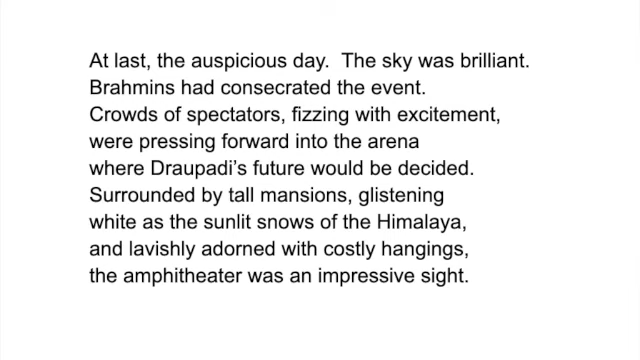 At last, the auspicious day.  The sky was brilliant.
Brahmins had consecrated the event.
Crowds of spectators, fizzing with excitement,
were pressing forward into the arena
where Draupadi’s future would be decided.
Surrounded by tall mansions, glistening
white as the sunlit snows of the Himalaya,
and lavishly adorned with costly hangings,
the amphitheater was an impressive sight.